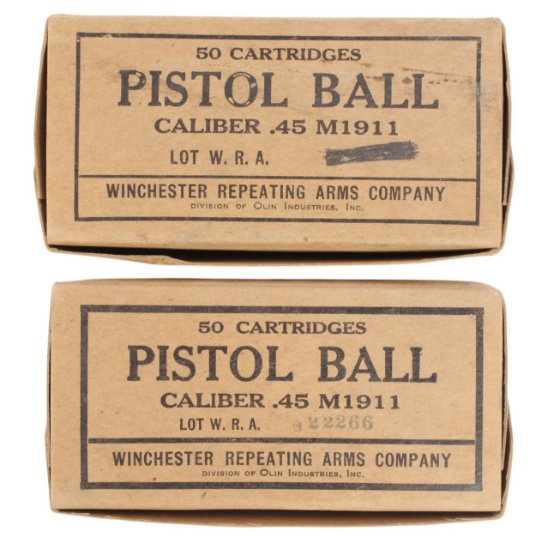 50 CARTRIDGES
PISTOL BALL
CALIBER .45 M1911
LOT W. R. A.
WINCHESTER REPEATING ARMS COMPANY
DIVISION OF OLIN INDUSTRIES, INC.
50 CARTRIDGES
PISTOL BALL
CALIBER .45 M1911
LOT W. R. A. 22266
WINCHESTER REPEATING ARMS COMPANY
DIVISION OF OLIN INDUSTRIES, INC.